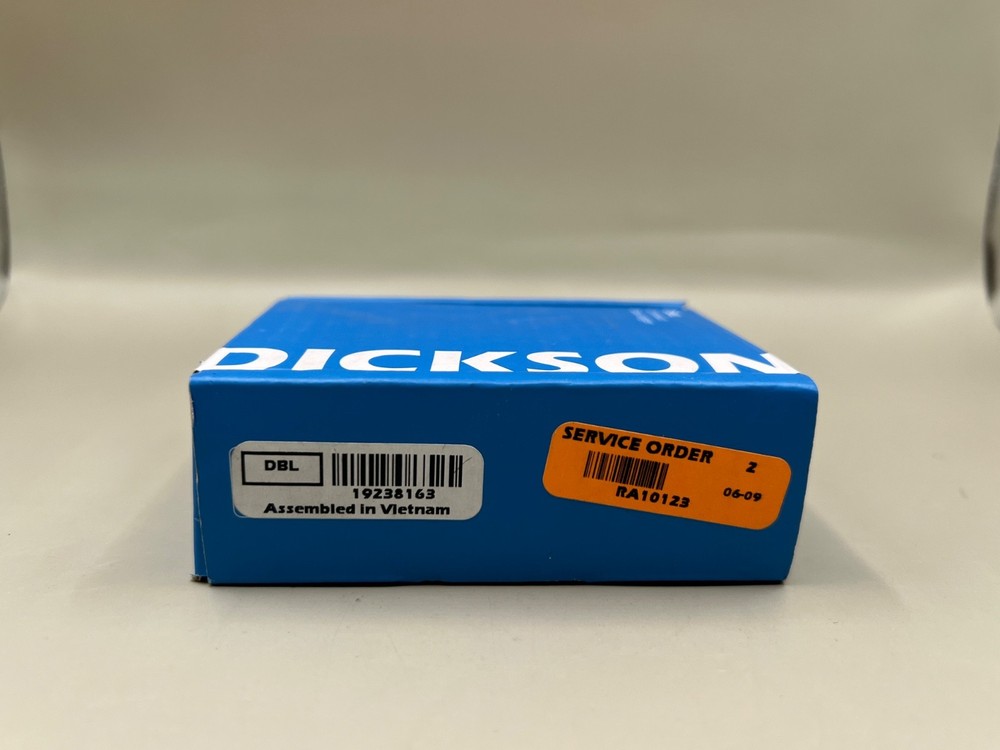 DICKSON
DBL
19238163
Assembled in Vietnam
SERVICE ORDER 2
RA10123 06-09